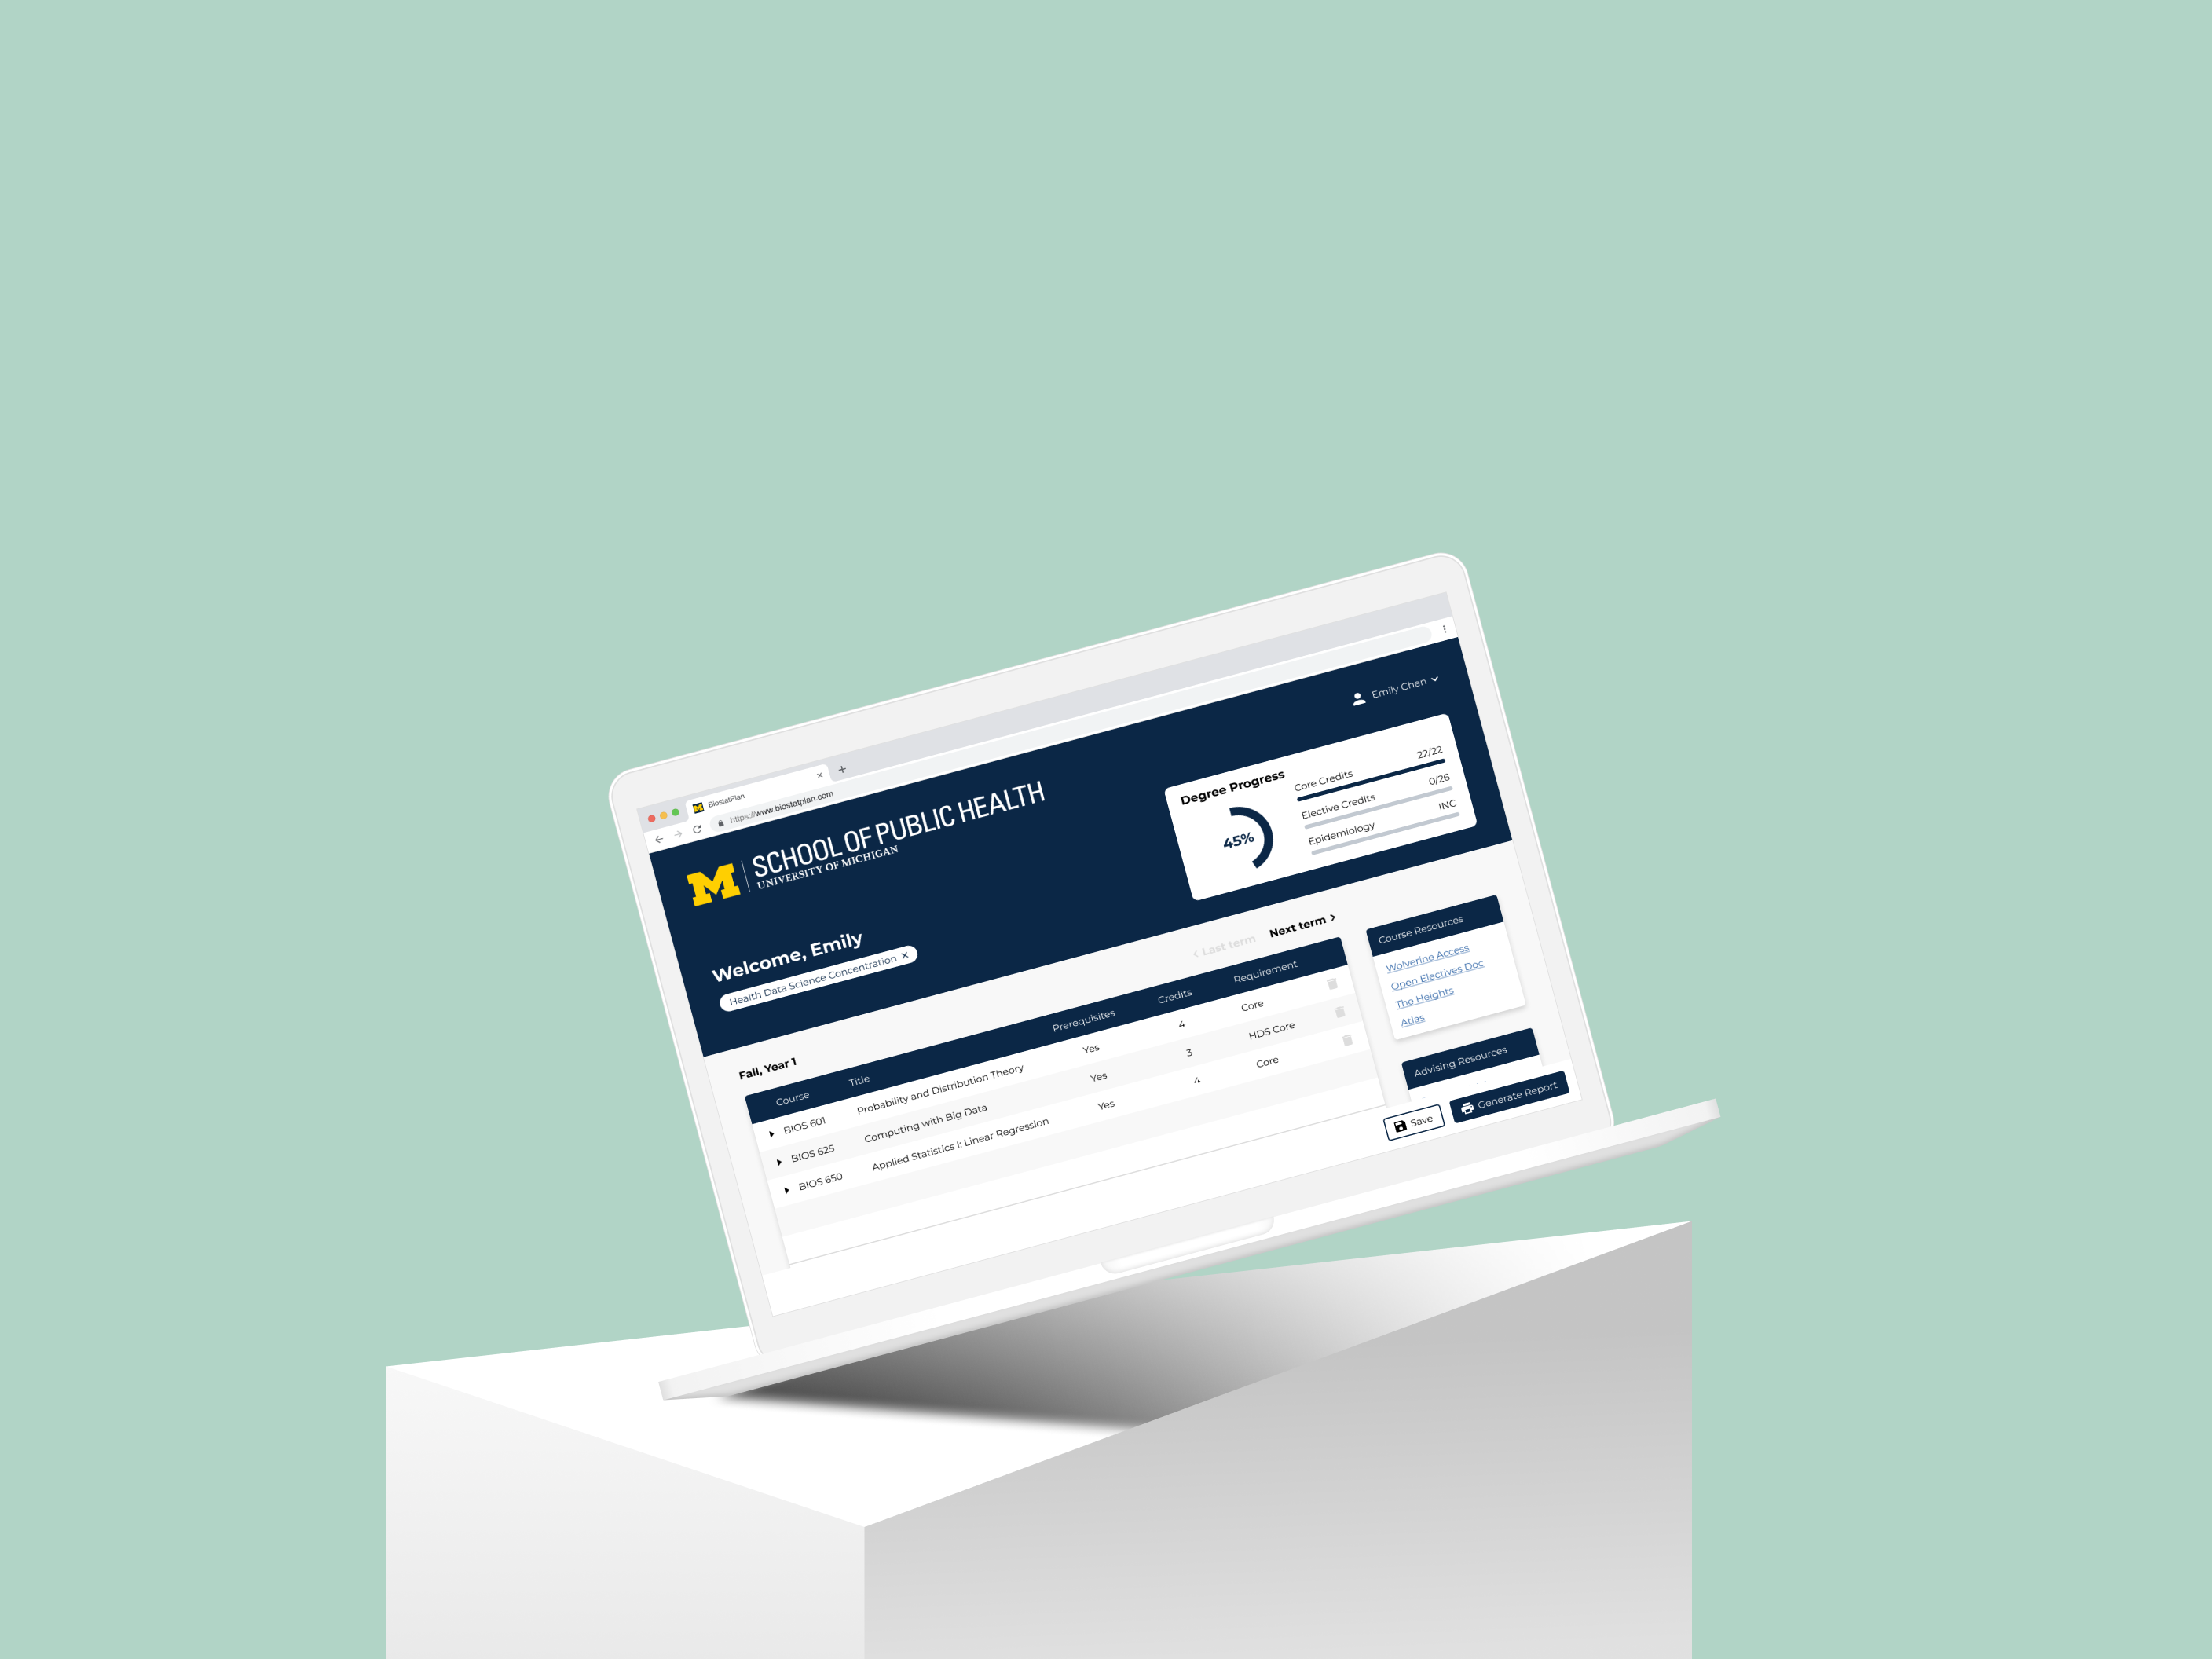 BiostatPlan
https://www.biostatplan.com
M SCHOOL OF PUBLIC HEALTH
UNIVERSITY OF MICHIGAN
Emily Chen
Welcome, Emily
Health Data Science Concentration
Degree Progress
45%
Core Credits 22/22
Elective Credits 0/26
Epidemiology INC
Fall, Year 1
Last term Next term
Course Title Prerequisites Credits Requirement
BIOS 601 Probability and Distribution Theory Yes 4 Core
BIOS 625 Computing with Big Data Yes 3 HDS Core
BIOS 650 Applied Statistics I: Linear Regression Yes 4 Core
Course Resources
Wolverine Access
Open Electives Doc
The Heights
Atlas
Advising Resources
Save
Generate Report